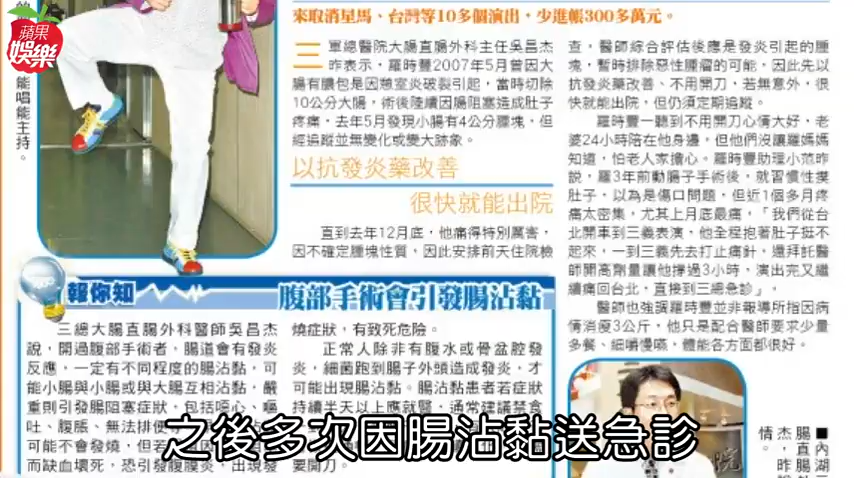 蘋果
娛樂
能唱能主持。
來取消星馬、台灣等10多個演出，少進帳300多萬元。
三軍總醫院大腸直腸外科主任吳昌杰
昨表示，羅時豐2007年5月曾因大
腸有膿包是因憩室炎破裂引起，當時切除
10公分大腸，術後陸續因腸阻塞造成肚子
疼痛，去年5月發現小腸有4公分腫塊，但
經追蹤並無變化或變大跡象。
以抗發炎藥改善
很快就能出院
直到去年12月底，他痛得特別厲害，
因不確定腫塊性質，因此安排前天住院檢
查，醫師綜合評估後應是發炎引起的腫
塊，暫時排除惡性腫瘤的可能，因此先以
抗發炎藥改善、不用開刀，若無意外，很
快就能出院，但仍須定期追蹤。
羅時豐一聽到不用開刀心情大好，老
婆24小時陪在他身邊，但他們沒讓羅媽媽
知道，怕老人家擔心。羅時豐助理小范昨
說，羅3年前動腸子手術後，就習慣性摸
肚子，以為是傷口問題，但近1個多月疼
痛太密集，尤其上月底最痛，「我們從台
北開車到三義表演，他全程抱著肚子挺不
起來，一到三義先去打止痛針，還拜託醫
師開高劑量讓他撐過3小時，演出完又繼
續痛回台北，直接到三總急診」。
醫師也強調羅時豐並非報導所指因病
情消瘦3公斤，他只是配合醫師要求少量
多餐、細嚼慢嚥，體能各方面都很好。
報你知
腹部手術會引發腸沾黏
三總大腸直腸外科醫師吳昌杰
說，開過腹部手術者，腸道會有發炎
反應，一定有不同程度的腸沾黏，可
能小腸與小腸或與大腸互相沾黏，嚴
重則引發腸阻塞症狀，包括噁心、嘔
吐、腹脹、無法排便
可能不會發燒，但若
而缺血壞死，恐引發腹膜炎，出現發
燒症狀，有致死危險。
正常人除非有腹水或骨盆腔發
炎，細菌跑到腸子外頭造成發炎，才
可能出現腸沾黏。腸沾黏患者若症狀
持續半天以上應就醫，通常建議禁食
要開刀。
之後多次因腸沾黏送急診